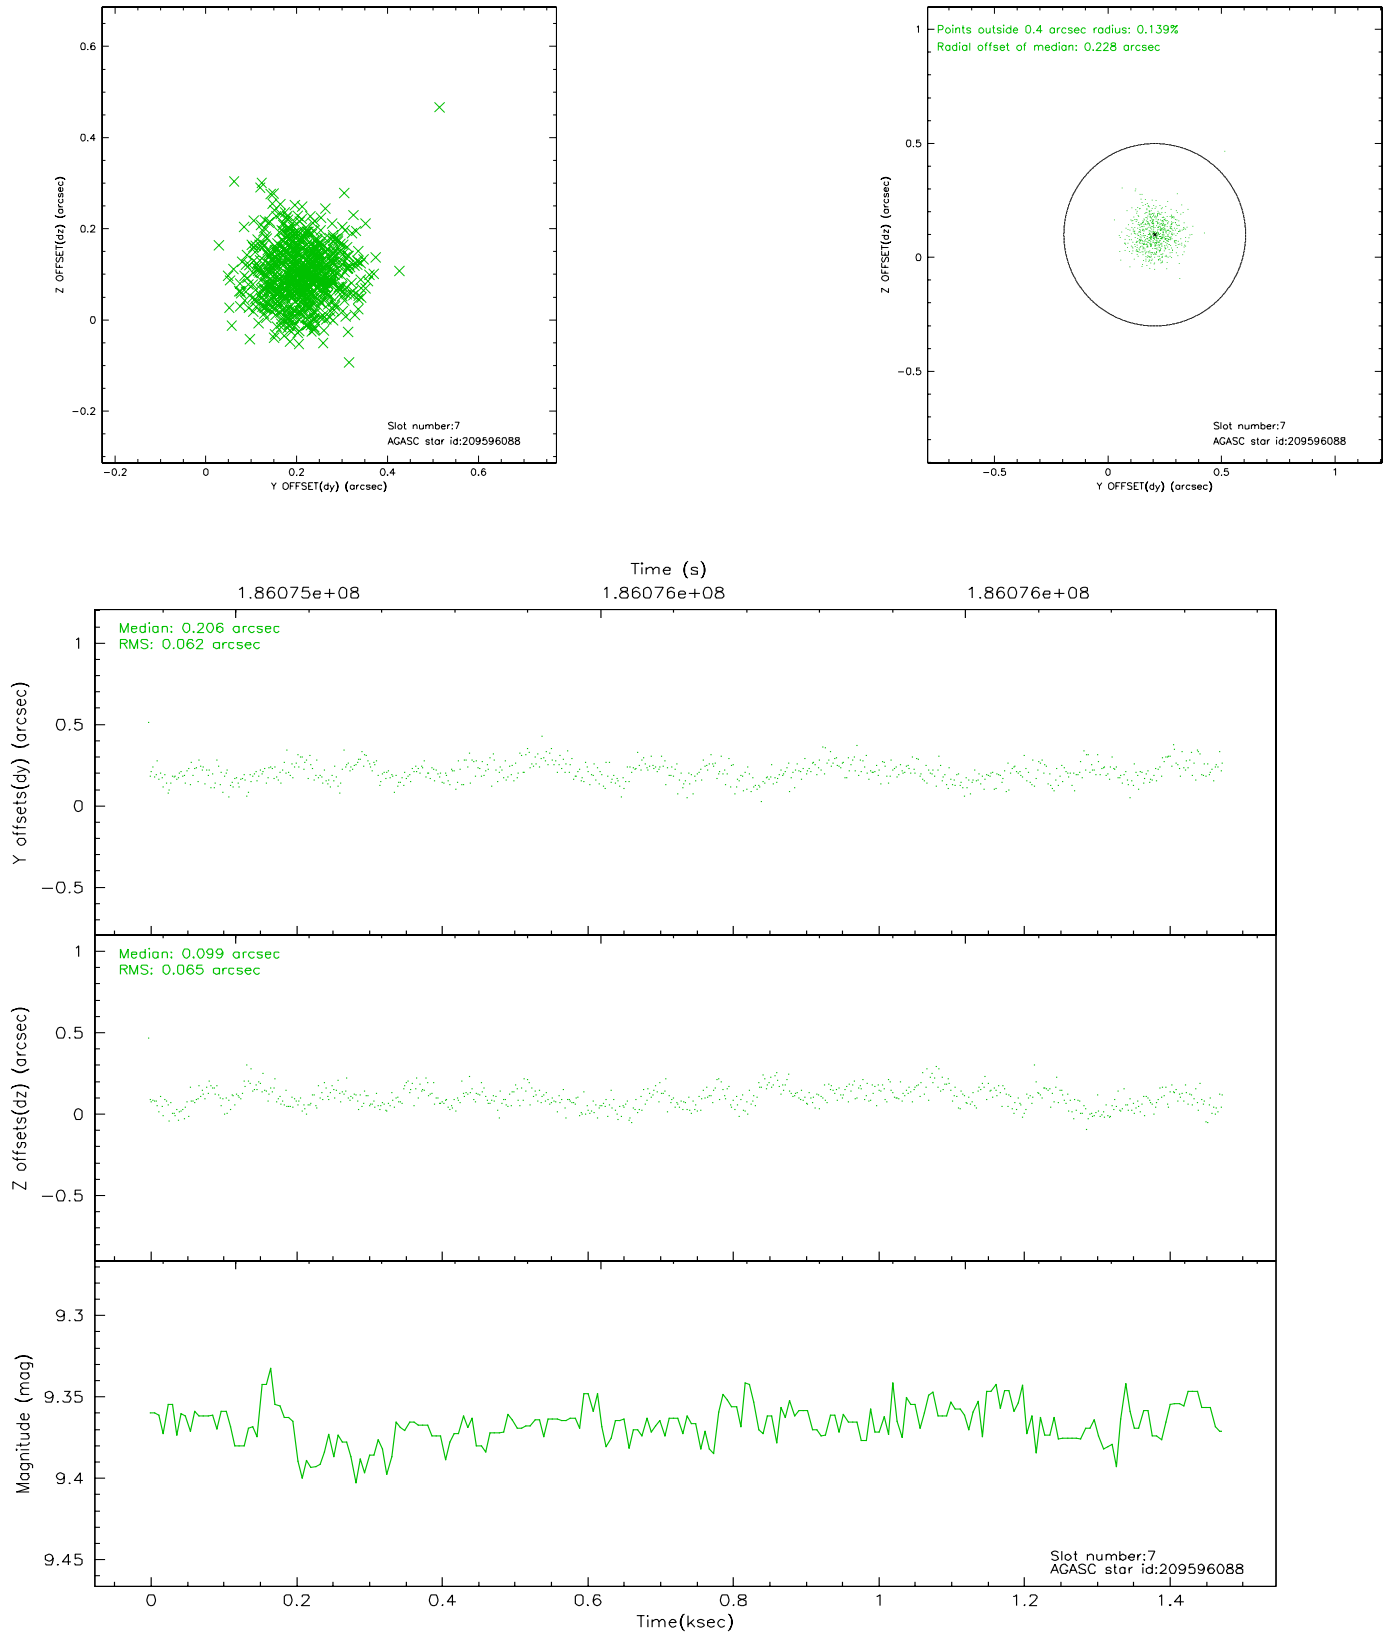 0.6
0.4
0.2
0
−0.2
Z OFFSET(dz) (arcsec)
−0.2 0 0.2 0.4 0.6
Y OFFSET(dy) (arcsec)
Slot number:7
AGASC star id:209596088
Points outside 0.4 arcsec radius: 0.139%
Radial offset of median: 0.228 arcsec
1
0.5
0
−0.5
Z OFFSET(dz) (arcsec)
−0.5 0 0.5 1
Y OFFSET(dy) (arcsec)
Slot number:7
AGASC star id:209596088
Time (s)
1.86075e+08 1.86076e+08 1.86076e+08
Median: 0.206 arcsec
RMS: 0.062 arcsec
1
0.5
0
−0.5
Y offsets(dy) (arcsec)
Median: 0.099 arcsec
RMS: 0.065 arcsec
1
0.5
0
−0.5
Z offsets(dz) (arcsec)
9.3
9.35
9.4
9.45
Magnitude (mag)
Slot number:7
AGASC star id:209596088
0 0.2 0.4 0.6 0.8 1 1.2 1.4
Time(ksec)